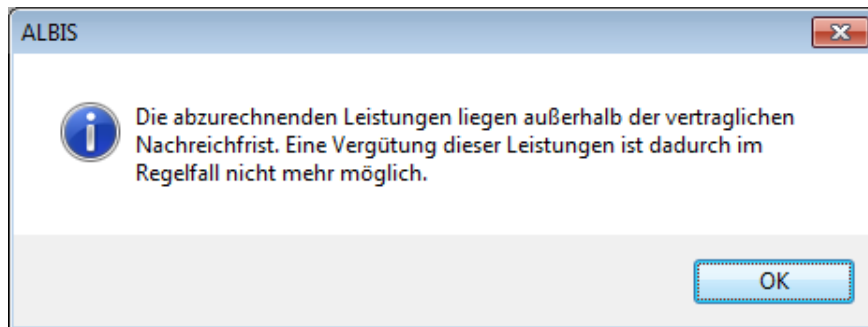 ALBIS
Die abzurechnenden Leistungen liegen außerhalb der vertraglichen
Nachreichfrist. Eine Vergütung dieser Leistungen ist dadurch im
Regelfall nicht mehr möglich.
OK